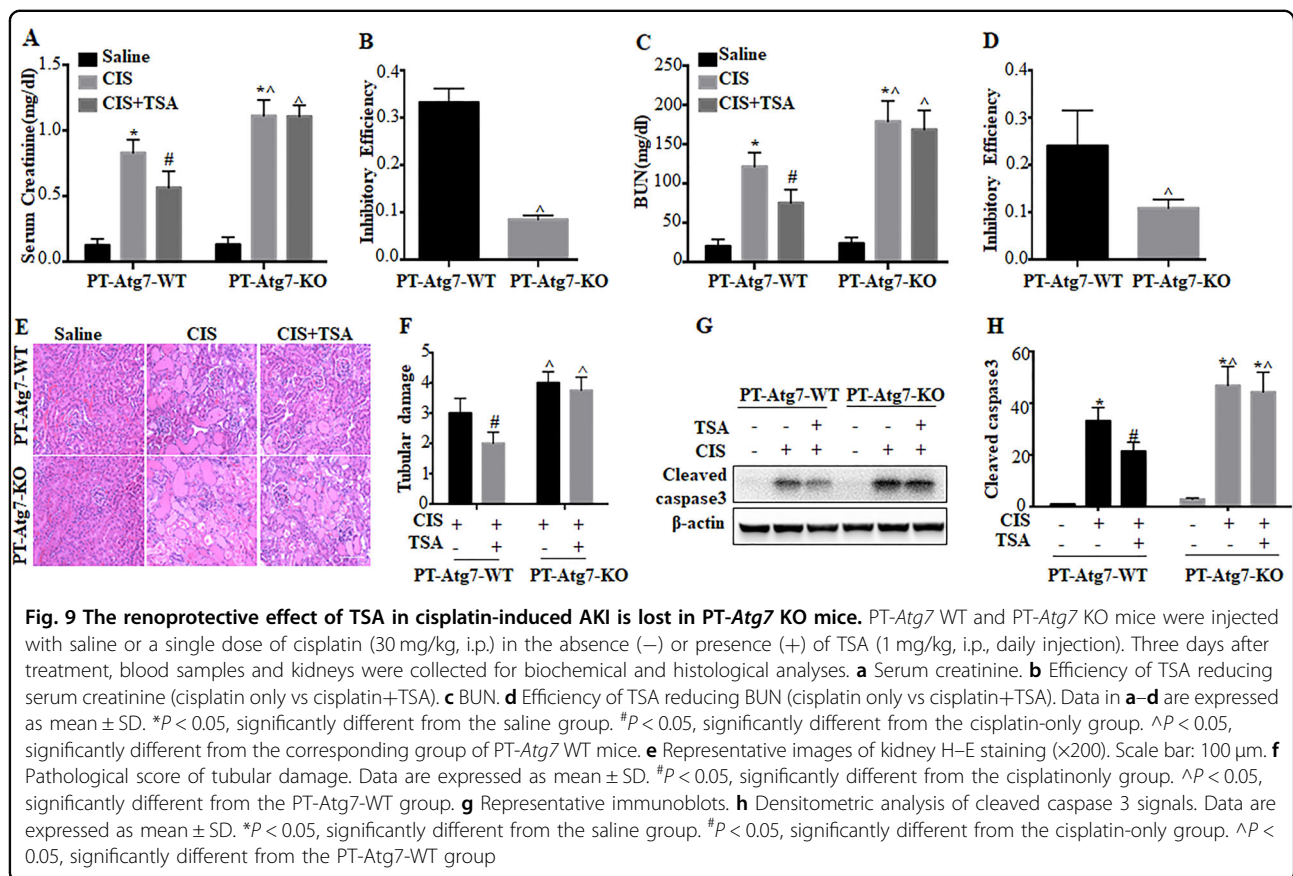 A
Saline
CIS
CIS+TSA
Serum Creatinine(mg/dl)
1.5
1.0
0.5
0.0
*
#
*^
^
PT-Atg7-WT PT-Atg7-KO
B
Inhibitory Efficiency
0.4
0.3
0.2
0.1
0.0
^
PT-Atg7-WT PT-Atg7-KO
C
Saline
CIS
CIS+TSA
BUN(mg/dl)
250
200
150
100
50
0
*
#
*^
^
PT-Atg7-WT PT-Atg7-KO
D
Inhibitory Efficiency
0.4
0.3
0.2
0.1
0.0
^
PT-Atg7-WT PT-Atg7-KO
E
Saline CIS CIS+TSA
PT-Atg7-WT
PT-Atg7-KO
F
Tubular damage
5
4
3
2
1
0
#
^ ^
CIS + + + +
TSA - + - +
PT-Atg7-WT PT-Atg7-KO
G
PT-Atg7-WT PT-Atg7-KO
TSA - - + - - +
CIS - + + - + +
Cleaved
caspase3
β-actin
H
Cleaved caspase3
60
40
20
0
*
#
*^ *^
CIS - + + - + +
TSA - - + - - +
PT-Atg7-WT PT-Atg7-KO
Fig. 9 The renoprotective effect of TSA in cisplatin-induced AKI is lost in PT-Atg7 KO mice. PT-Atg7 WT and PT-Atg7 KO mice were injected
with saline or a single dose of cisplatin (30 mg/kg, i.p.) in the absence (−) or presence (+) of TSA (1 mg/kg, i.p., daily injection). Three days after
treatment, blood samples and kidneys were collected for biochemical and histological analyses. a Serum creatinine. b Efficiency of TSA reducing
serum creatinine (cisplatin only vs cisplatin+TSA). c BUN. d Efficiency of TSA reducing BUN (cisplatin only vs cisplatin+TSA). Data in a–d are expressed
as mean ± SD. *P < 0.05, significantly different from the saline group. #P < 0.05, significantly different from the cisplatin-only group. ^P < 0.05,
significantly different from the corresponding group of PT-Atg7 WT mice. e Representative images of kidney H–E staining (×200). Scale bar: 100 μm. f
Pathological score of tubular damage. Data are expressed as mean ± SD. #P < 0.05, significantly different from the cisplatinonly group. ^P < 0.05,
significantly different from the PT-Atg7-WT group. g Representative immunoblots. h Densitometric analysis of cleaved caspase 3 signals. Data are
expressed as mean ± SD. *P < 0.05, significantly different from the saline group. #P < 0.05, significantly different from the cisplatin-only group. ^P <
0.05, significantly different from the PT-Atg7-WT group